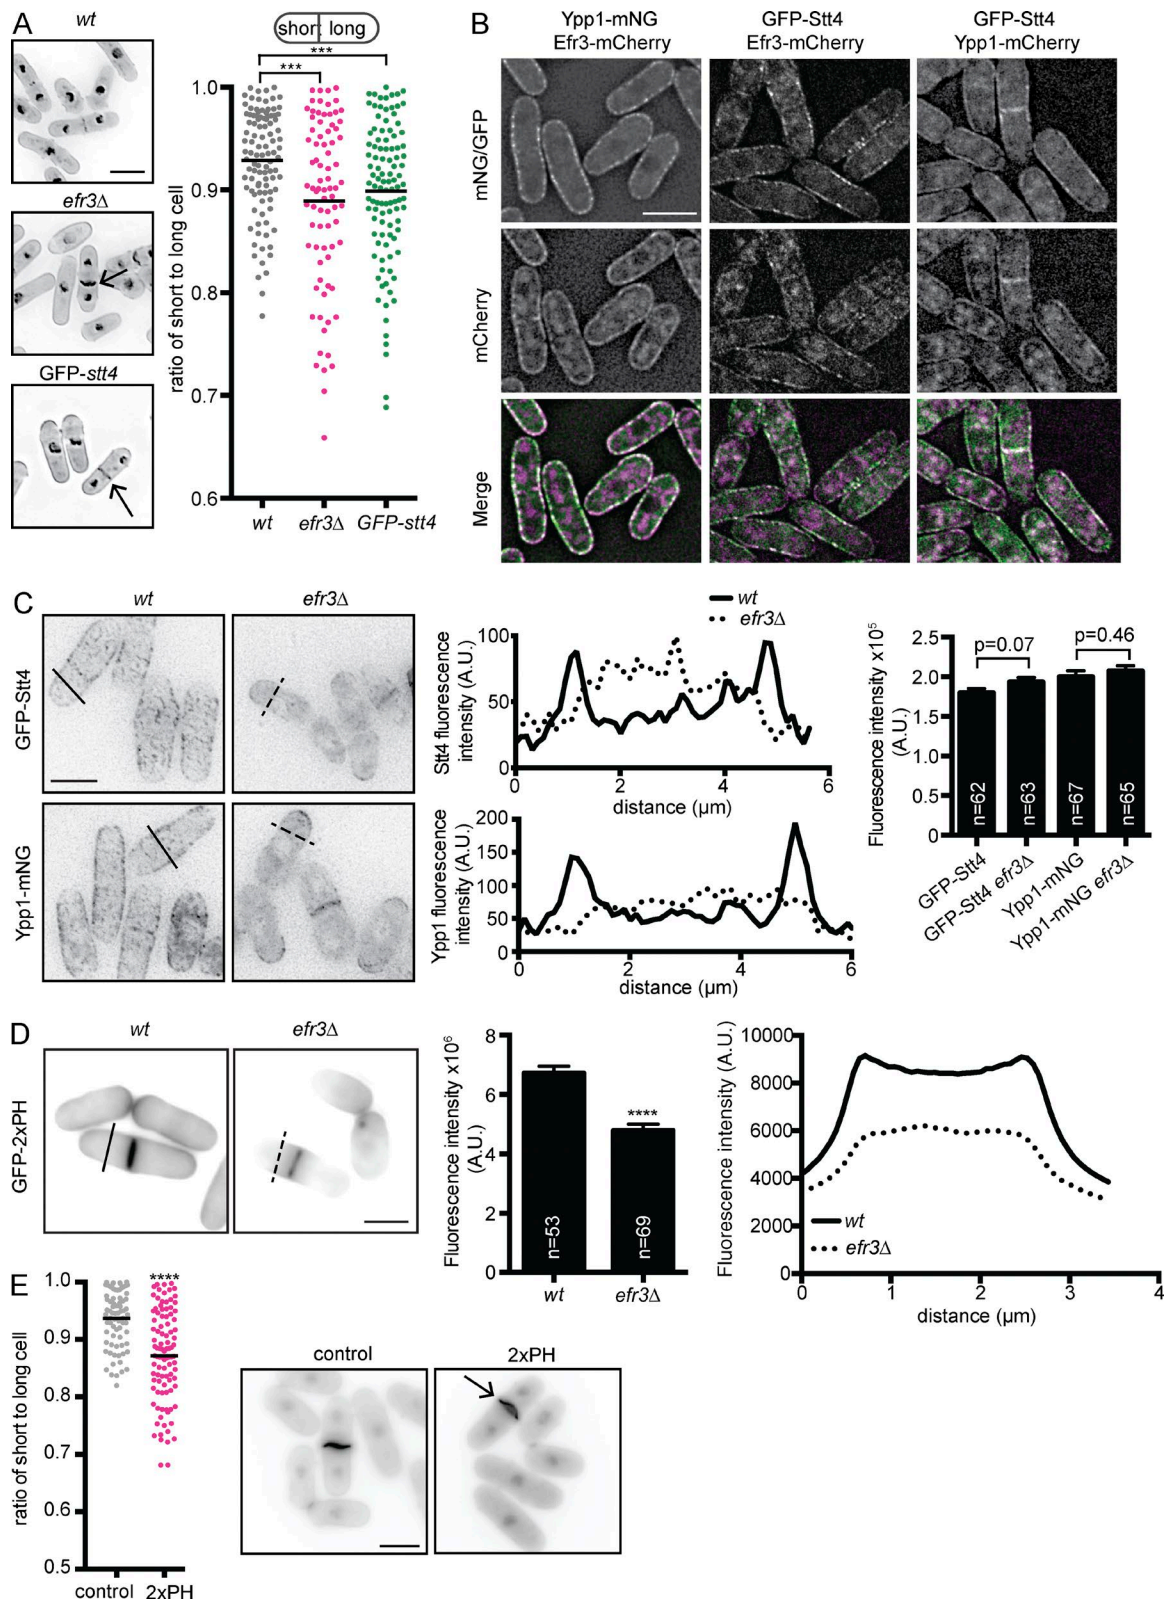 A
wt
efr3Δ
GFP-stt4
short long
***
***
ratio of short to long cell
1.0
0.9
0.8
0.7
0.6
wt
efr3Δ
GFP-stt4
B
Ypp1-mNG
Efr3-mCherry
GFP-Stt4
Efr3-mCherry
GFP-Stt4
Ypp1-mCherry
mNG/GFP
mCherry
Merge
C
wt
efr3Δ
GFP-Stt4
Ypp1-mNG
wt
efr3Δ
Stt4 fluorescence
intensity (A.U.)
100
50
0
0
2
4
6
distance (µm)
Ypp1 fluorescence
intensity (A.U.)
200
150
100
50
0
0
2
4
6
distance (µm)
Fluorescence intensity x10⁵
(A.U.)
2.5
2.0
1.5
1.0
0.5
0
p=0.07
p=0.46
n=62
n=63
n=67
n=65
GFP-Stt4
GFP-Stt4 efr3Δ
Ypp1-mNG
Ypp1-mNG efr3Δ
D
wt
efr3Δ
GFP-2xPH
Fluorescence intensity x10⁶
(A.U.)
8
6
4
2
0
****
n=53
n=69
wt
efr3Δ
Fluorescence intensity (A.U.)
10000
8000
6000
4000
2000
0
wt
efr3Δ
0
1
2
3
4
distance (µm)
E
ratio of short to long cell
1.0
0.9
0.8
0.7
0.6
0.5
****
control
2xPH
control
2xPH